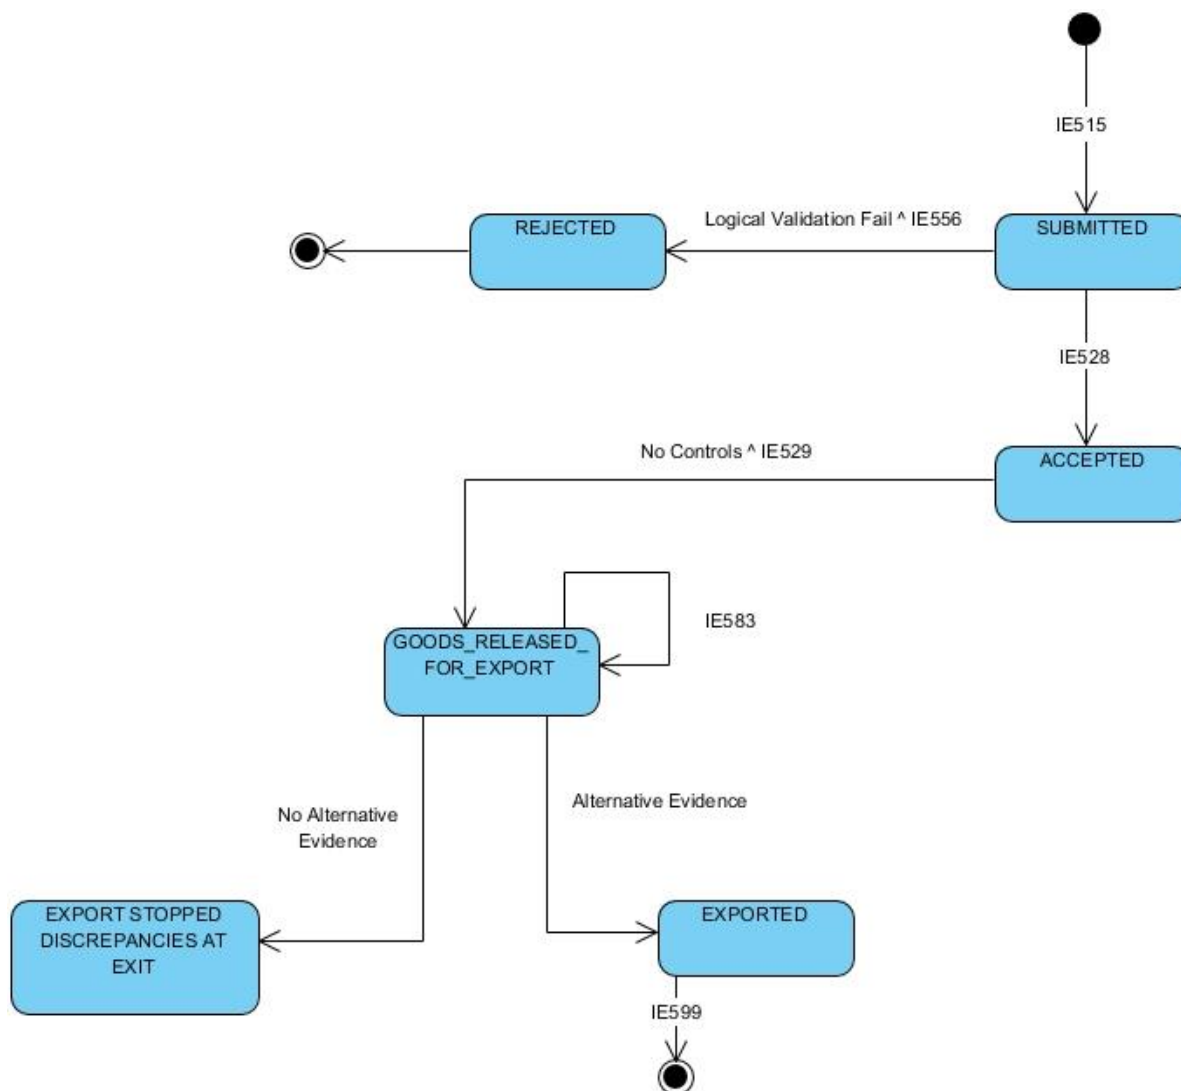 IE515
Logical Validation Fail ^ IE556
REJECTED
SUBMITTED
IE528
No Controls ^ IE529
ACCEPTED
IE583
GOODS_RELEASED_
FOR_EXPORT
No Alternative
Evidence
Alternative Evidence
EXPORT STOPPED
DISCREPANCIES AT
EXIT
EXPORTED
IE599